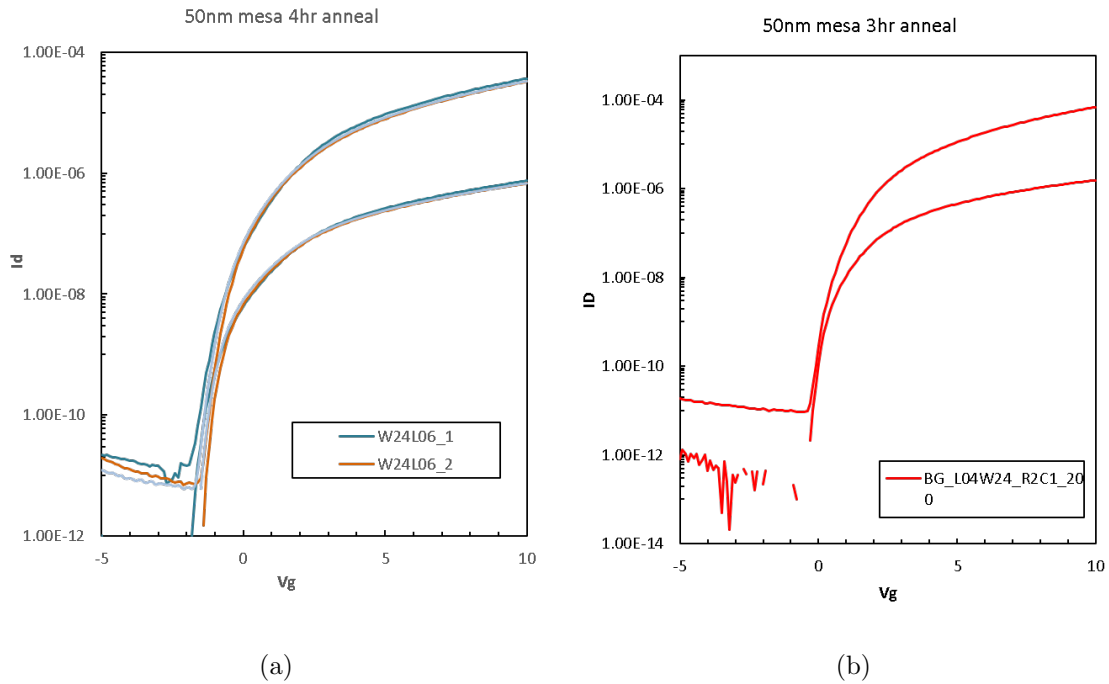 50nm mesa 4hr anneal
1.00E-04
1.00E-06
1.00E-08
1.00E-10
1.00E-12
-5
0
5
10
Id
Vg
W24L06_1
W24L06_2
(a)
50nm mesa 3hr anneal
1.00E-04
1.00E-06
1.00E-08
1.00E-10
1.00E-12
1.00E-14
-5
0
5
10
ID
Vg
BG_L04W24_R2C1_20
0
(b)